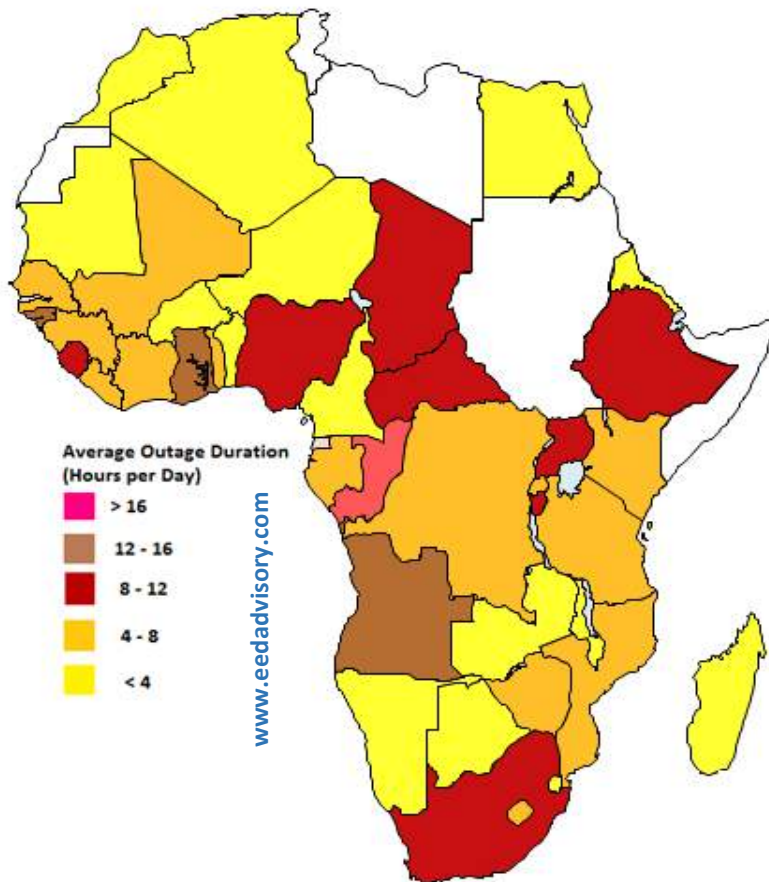 Average Outage Duration
(Hours per Day)
> 16
12 - 16
8 - 12
4 - 8
< 4
www.eedadvisory.com